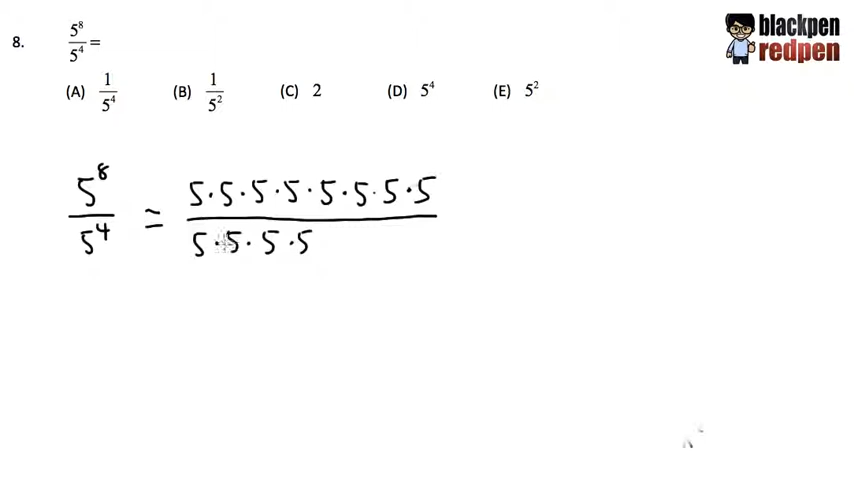 blackpen
redpen
8. 5⁸/5⁴ =
(A) 1/5⁴ (B) 1/5² (C) 2 (D) 5⁴ (E) 5²
5⁸/5⁴ = 5·5·5·5·5·5·5·5/5·5·5·5